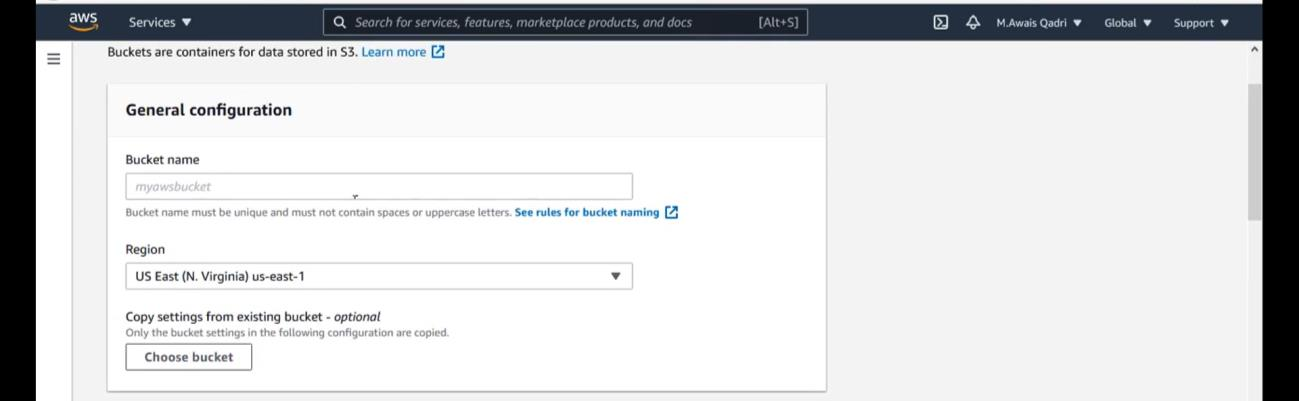 aws Services ▼ Search for services, features, marketplace products, and docs [Alt+S] M.Awais Qadri ▼ Global ▼ Support ▼
Buckets are containers for data stored in S3. Learn more
General configuration
Bucket name
myawsbucket
Bucket name must be unique and must not contain spaces or uppercase letters. See rules for bucket naming
Region
US East (N. Virginia) us-east-1
Copy settings from existing bucket - optional
Only the bucket settings in the following configuration are copied.
Choose bucket